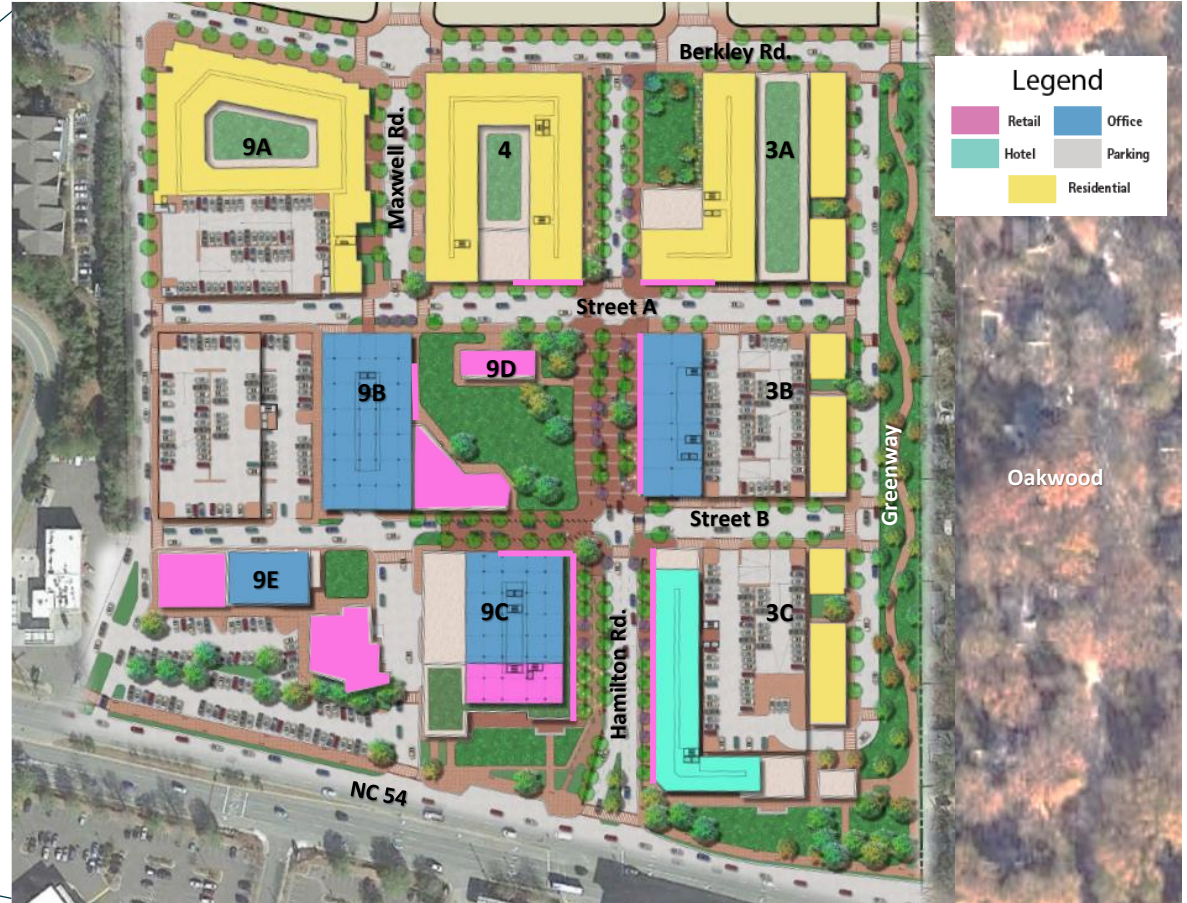 Berkley Rd.
Legend
Retail
Office
Hotel
Parking
Residential
9A
Maxwell Rd.
4
3A
Street A
9B
9D
3B
Greenway
Oakwood
Street B
9E
9C
Hamilton Rd.
3C
NC 54